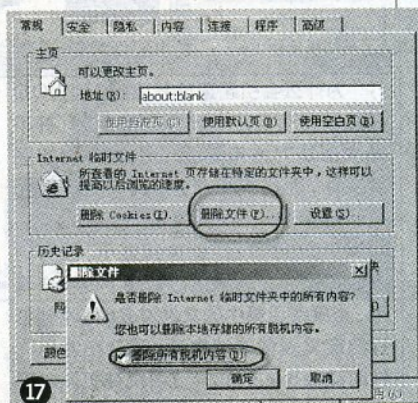 常规 安全 隐私 内容 连接 程序 高级
主页
可以更改主页。
地址(R): about:blank
使用当前页(C) 使用默认页(D) 使用空白页(B)
Internet 临时文件
所查看的 Internet 页存储在特定的文件夹中，这样可以
提高以后浏览的速度。
删除 Cookies(I)... 删除文件(F)... 设置(S)...
历史记录
删除文件
是否删除 Internet 临时文件夹中的所有内容?
您也可以删除本地存储的所有脱机内容。
删除所有脱机内容(D)
确定 取消
17